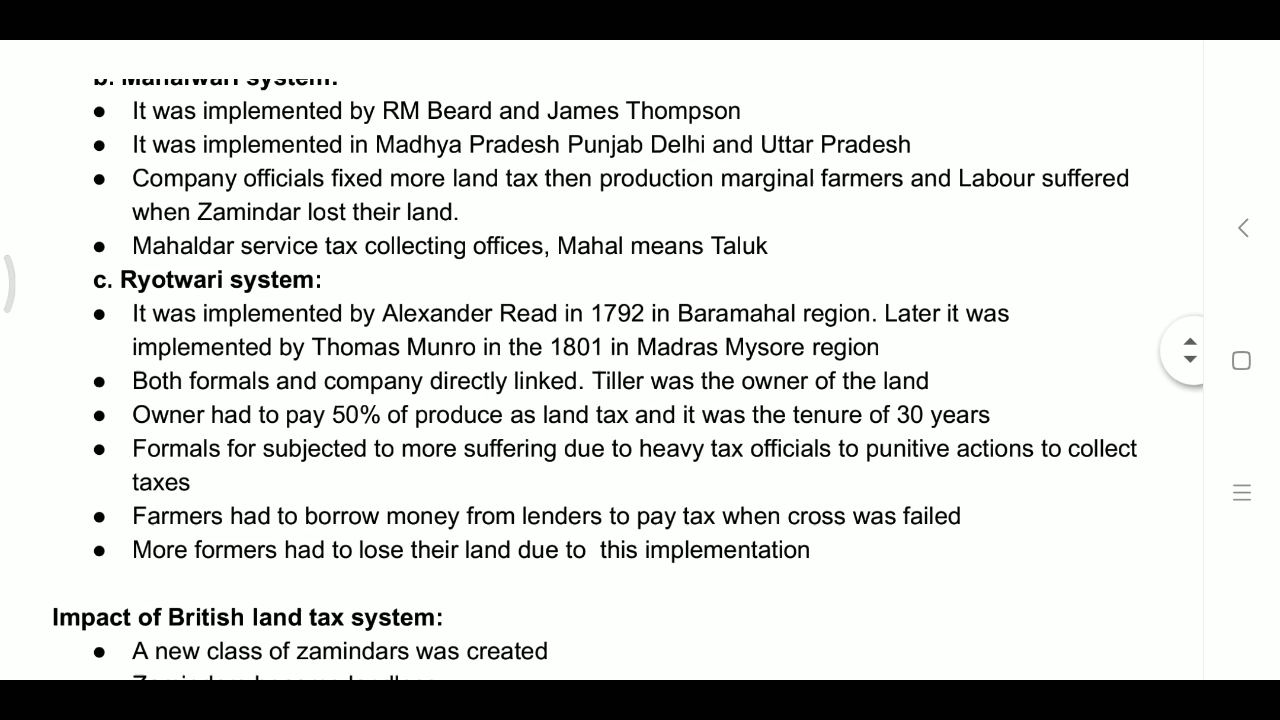 b. Mahalwari system:
● It was implemented by RM Beard and James Thompson
● It was implemented in Madhya Pradesh Punjab Delhi and Uttar Pradesh
● Company officials fixed more land tax then production marginal farmers and Labour suffered
when Zamindar lost their land.
● Mahaldar service tax collecting offices, Mahal means Taluk
c. Ryotwari system:
● It was implemented by Alexander Read in 1792 in Baramahal region. Later it was
implemented by Thomas Munro in the 1801 in Madras Mysore region
● Both formals and company directly linked. Tiller was the owner of the land
● Owner had to pay 50% of produce as land tax and it was the tenure of 30 years
● Formals for subjected to more suffering due to heavy tax officials to punitive actions to collect
taxes
● Farmers had to borrow money from lenders to pay tax when cross was failed
● More formers had to lose their land due to  this implementation
Impact of British land tax system:
● A new class of zamindars was created